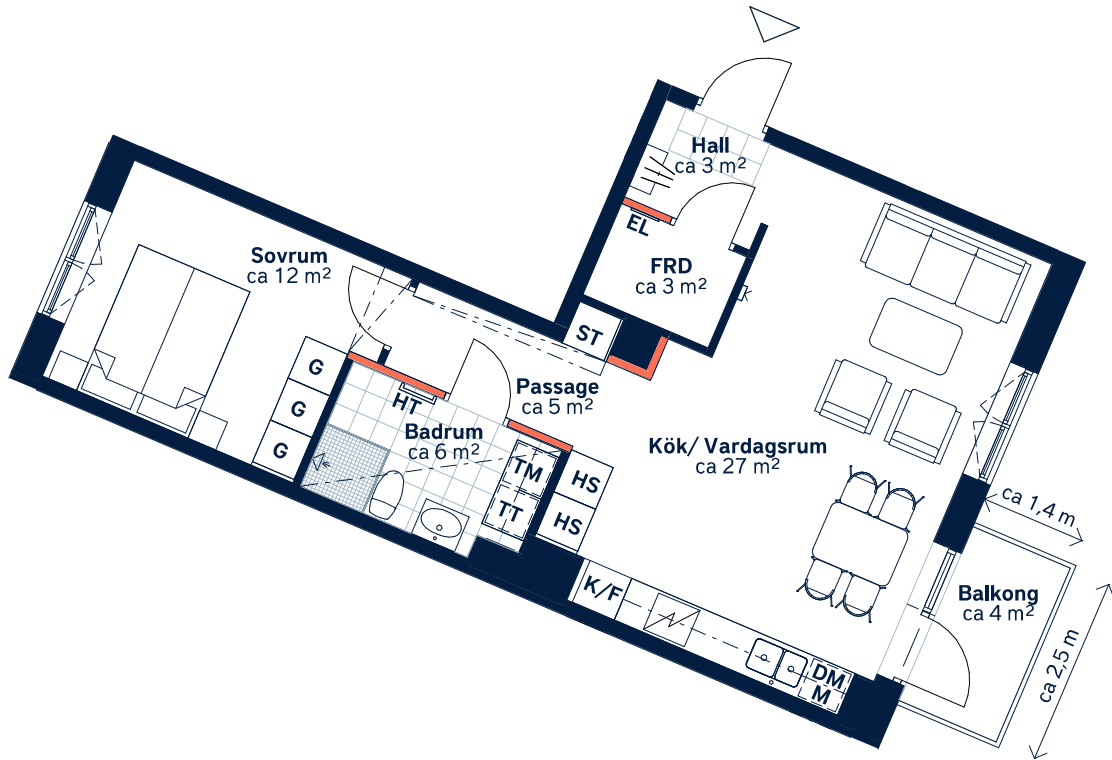 Hall
ca 3 m²
EL
FRD
ca 3 m²
Sovrum
ca 12 m²
ST
Passage
ca 5 m²
G
G
G
HT
Badrum
ca 6 m²
TM
TT
HS
HS
Kök/ Vardagsrum
ca 27 m²
K/F
DM
M
ca 1,4 m
Balkong
ca 4 m²
ca 2,5 m